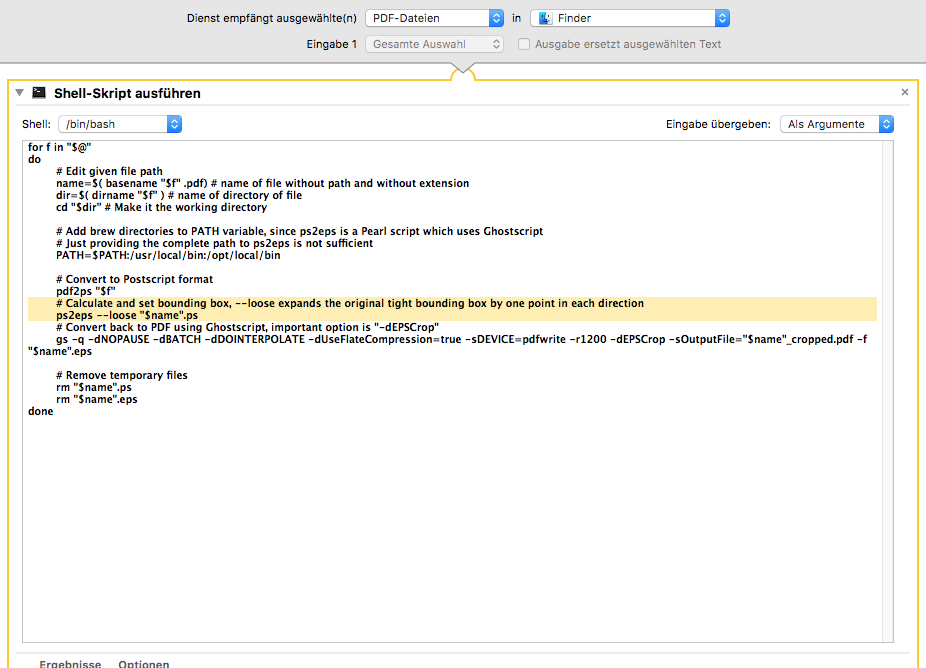 Dienst empfängt ausgewählte(n) PDF-Dateien in Finder
Eingabe 1 Gesamte Auswahl Ausgabe ersetzt ausgewählten Text
Shell-Skript ausführen
Shell: /bin/bash Eingabe übergeben: Als Argumente
for f in "$@"
do
# Edit given file path
name=$( basename "$f" .pdf) # name of file without path and without extension
dir=$( dirname "$f" ) # name of directory of file
cd "$dir" # Make it the working directory
# Add brew directories to PATH variable, since ps2eps is a Pearl script which uses Ghostscript
# Just providing the complete path to ps2eps is not sufficient
PATH=$PATH:/usr/local/bin:/opt/local/bin
# Convert to Postscript format
pdf2ps "$f"
# Calculate and set bounding box, --loose expands the original tight bounding box by one point in each direction
ps2eps --loose "$name".ps
# Convert back to PDF using Ghostscript, important option is "-dEPSCrop"
gs -q -dNOPAUSE -dBATCH -dDOINTERPOLATE -dUseFlateCompression=true -sDEVICE=pdfwrite -r1200 -dEPSCrop -sOutputFile="$name"_cropped.pdf -f
"$name".eps
# Remove temporary files
rm "$name".ps
rm "$name".eps
done
Ergebnisse Optionen